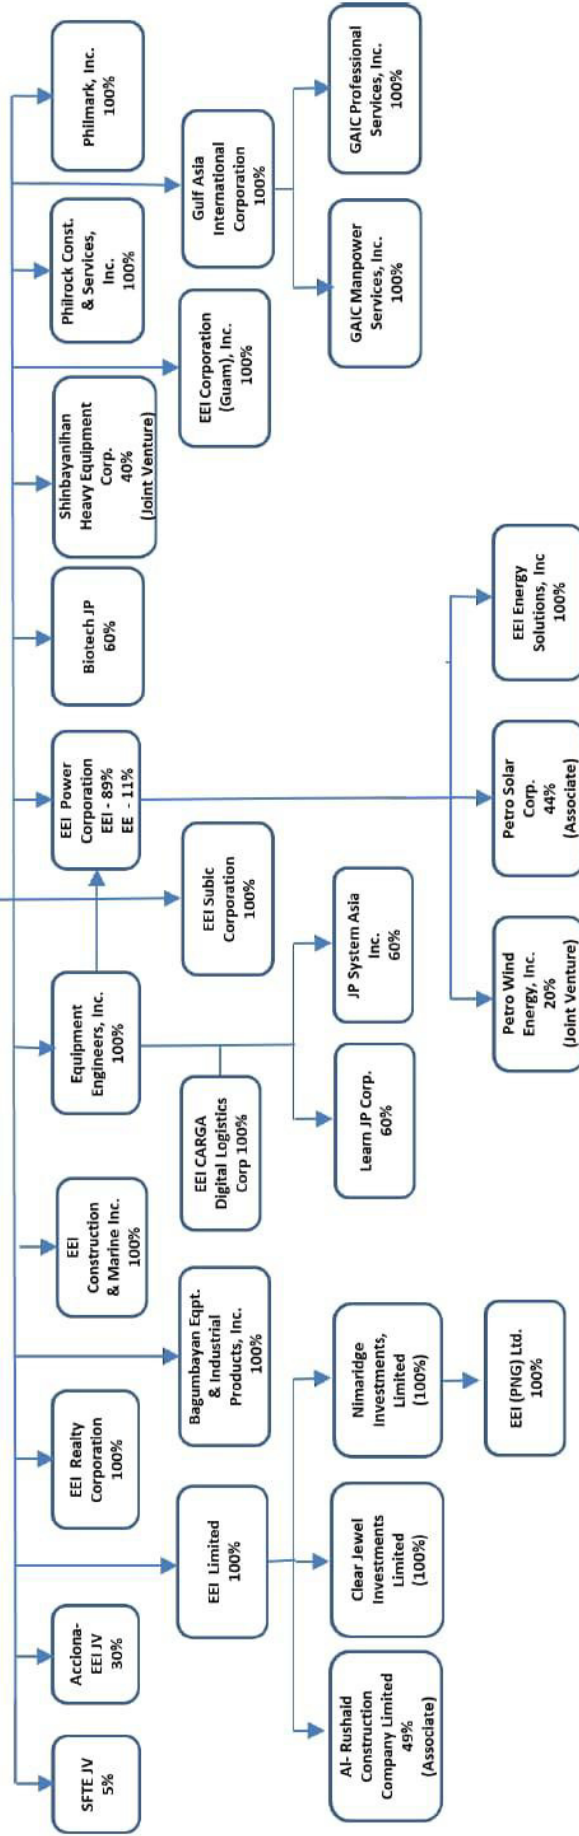 SFTE JV
5%
Acciona-
EEI JV
30%
EEI Realty
Corporation
100%
EEI
Construction
& Marine Inc.
100%
Equipment
Engineers, Inc.
100%
EEI Power
Corporation
EEI - 89%
EE - 11%
Biotech JP
60%
Shinbayanihan
Heavy Equipment
Corp.
40%
(Joint Venture)
Philrock Const.
& Services,
Inc.
100%
Philmark, Inc.
100%
EEI Limited
100%
Bagumbayan Eqpt.
& Industrial
Products, Inc.
100%
EEI CARGA
Digital Logistics
Corp 100%
EEI Subic
Corporation
100%
EEI Corporation
(Guam), Inc.
100%
Gulf Asia
International
Corporation
100%
Al- Rushaid
Construction
Company Limited
49%
(Associate)
Clear Jewel
Investments
Limited
(100%)
Nimaridge
Investments,
Limited
(100%)
Learn JP Corp.
60%
JP System Asia
Inc.
60%
GAIC Manpower
Services, Inc.
100%
GAIC Professional
Services, Inc.
100%
EEI (PNG) Ltd.
100%
Petro Wind
Energy, Inc.
20%
(Joint Venture)
Petro Solar
Corp.
44%
(Associate)
EEI Energy
Solutions, Inc
100%